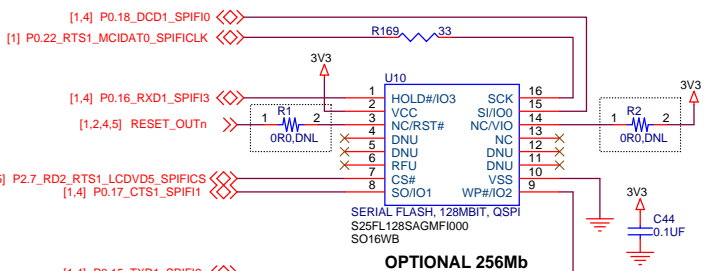 [1,4] P0.18_DCD1_SPIFI0
[1] P0.22_RTS1_MCIDAT0_SPIFICLK
R169 33
3V3
U10
3V3
[1,4] P0.16_RXD1_SPIFI3
1 HOLD#/IO3 SCK 16
2 VCC SI/IO0 15
R1
R2
[1,2,4,5] RESET_OUTn
1 2
3 NC/RST# NC/VIO 14
1 2
0R0,DNL
0R0,DNL
4 DNU NC 13
5 DNU DNU 12
6 RFU DNU 11
] P2.7_RD2_RTS1_LCDVD5_SPIFICS
7 CS# VSS 10
[1,4] P0.17_CTS1_SPIFI1
8 SO/IO1 WP#/IO2 9
3V3
SERIAL FLASH, 128MBIT, QSPI
S25FL128SAGMFI000
SO16WB
C44
0.1UF
OPTIONAL 256Mb